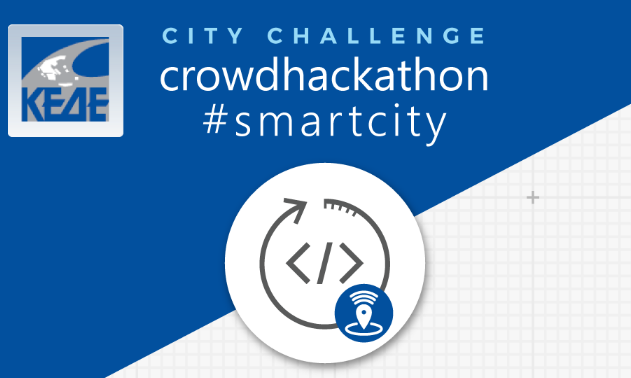 CITY CHALLENGE
crowdhackathon
#smartcity
ΚΕΔΕ
</>